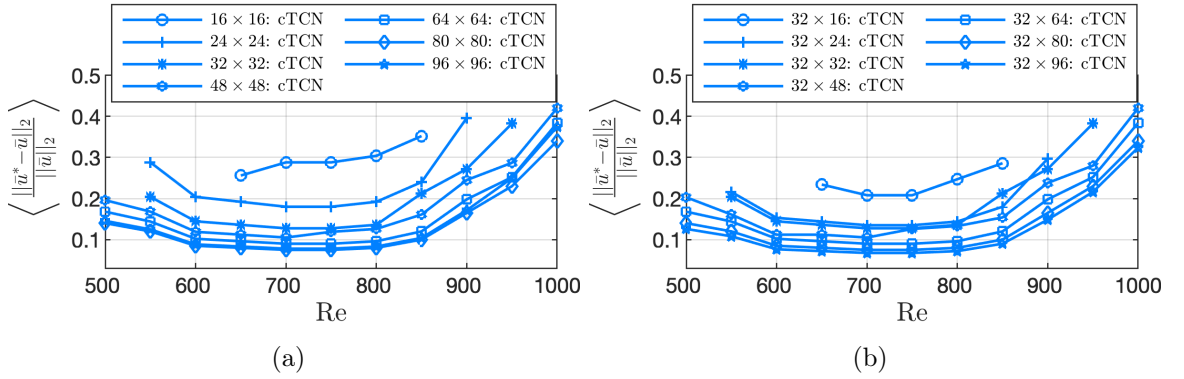 16 × 16: cTCN
24 × 24: cTCN
32 × 32: cTCN
48 × 48: cTCN
64 × 64: cTCN
80 × 80: cTCN
96 × 96: cTCN
⟨ ||ū* − ū||₂ / ||ū||₂ ⟩
0.5
0.4
0.3
0.2
0.1
500 600 700 800 900 1000
Re
(a)
32 × 16: cTCN
32 × 24: cTCN
32 × 32: cTCN
32 × 48: cTCN
32 × 64: cTCN
32 × 80: cTCN
32 × 96: cTCN
⟨ ||ū* − ū||₂ / ||ū||₂ ⟩
0.5
0.4
0.3
0.2
0.1
500 600 700 800 900 1000
Re
(b)